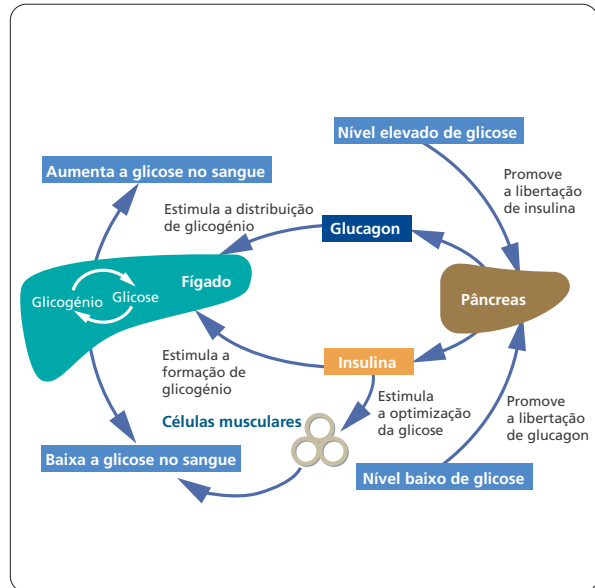 Nível elevado de glicose
Aumenta a glicose no sangue
Promove
a libertação
de insulina
Estimula a distribuição
de glicogénio
Glucagon
Fígado
Glicogénio
Glicose
Pâncreas
Estimula a
formação de
glicogénio
Insulina
Estimula
a optimização
da glicose
Promove
a libertação
de glucagon
Células musculares
Baixa a glicose no sangue
Nível baixo de glicose